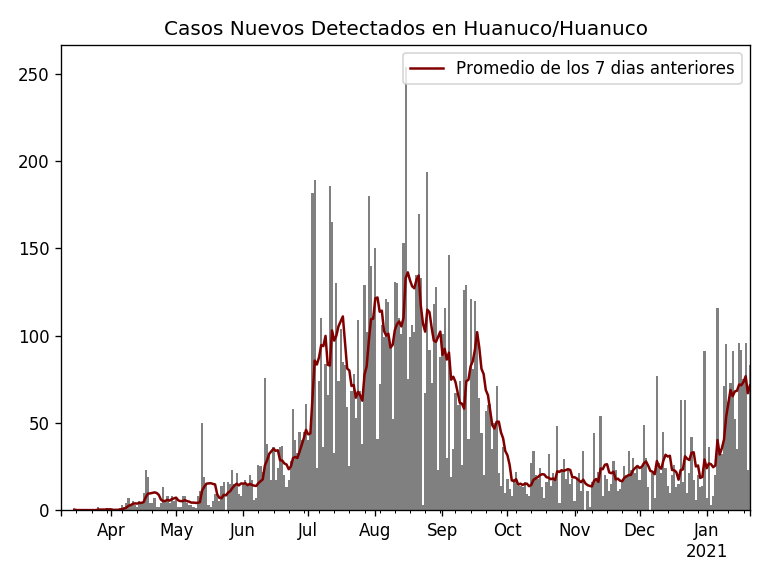 Casos Nuevos Detectados en Huanuco/Huanuco
Promedio de los 7 dias anteriores
250
200
150
100
50
0
Apr May Jun Jul Aug Sep Oct Nov Dec Jan
2021